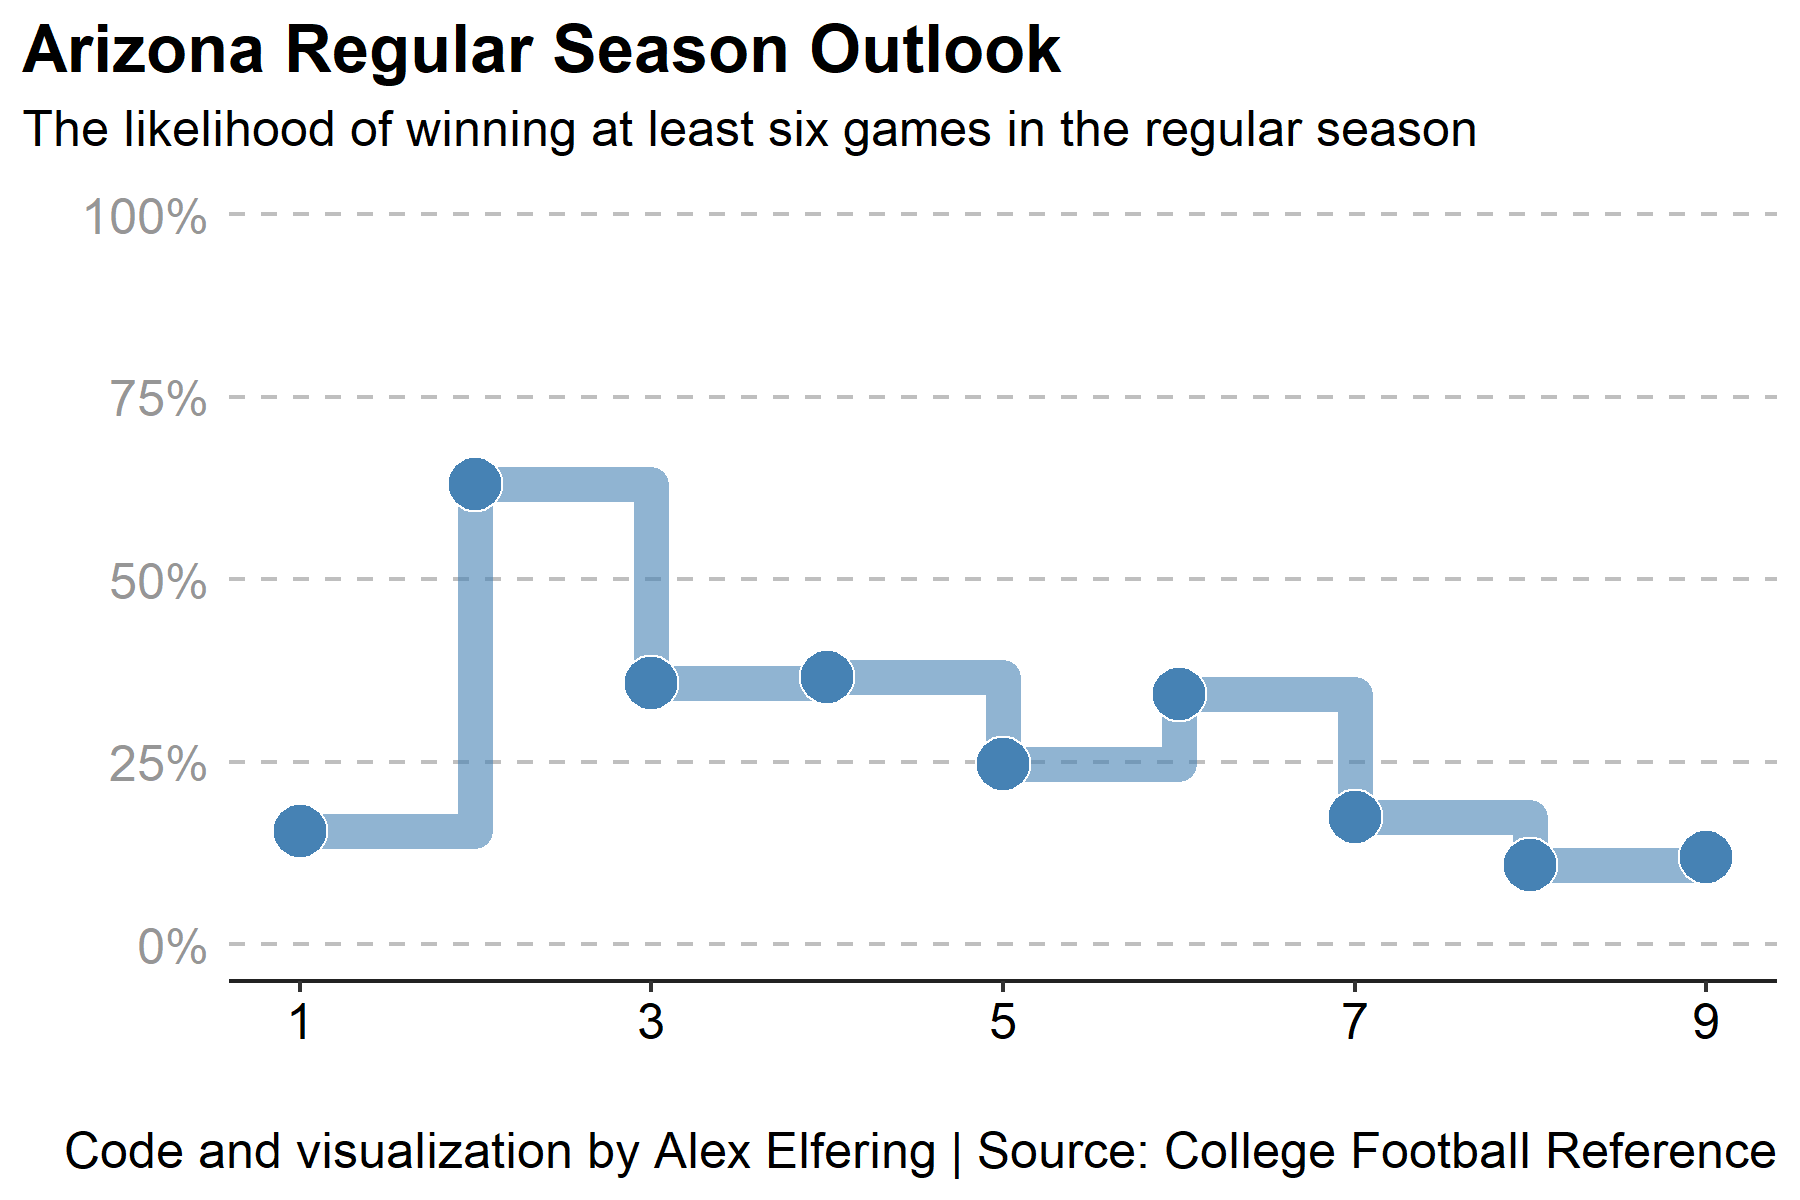 Arizona Regular Season Outlook
The likelihood of winning at least six games in the regular season
100%
75%
50%
25%
0%
1 3 5 7 9
Code and visualization by Alex Elfering | Source: College Football Reference